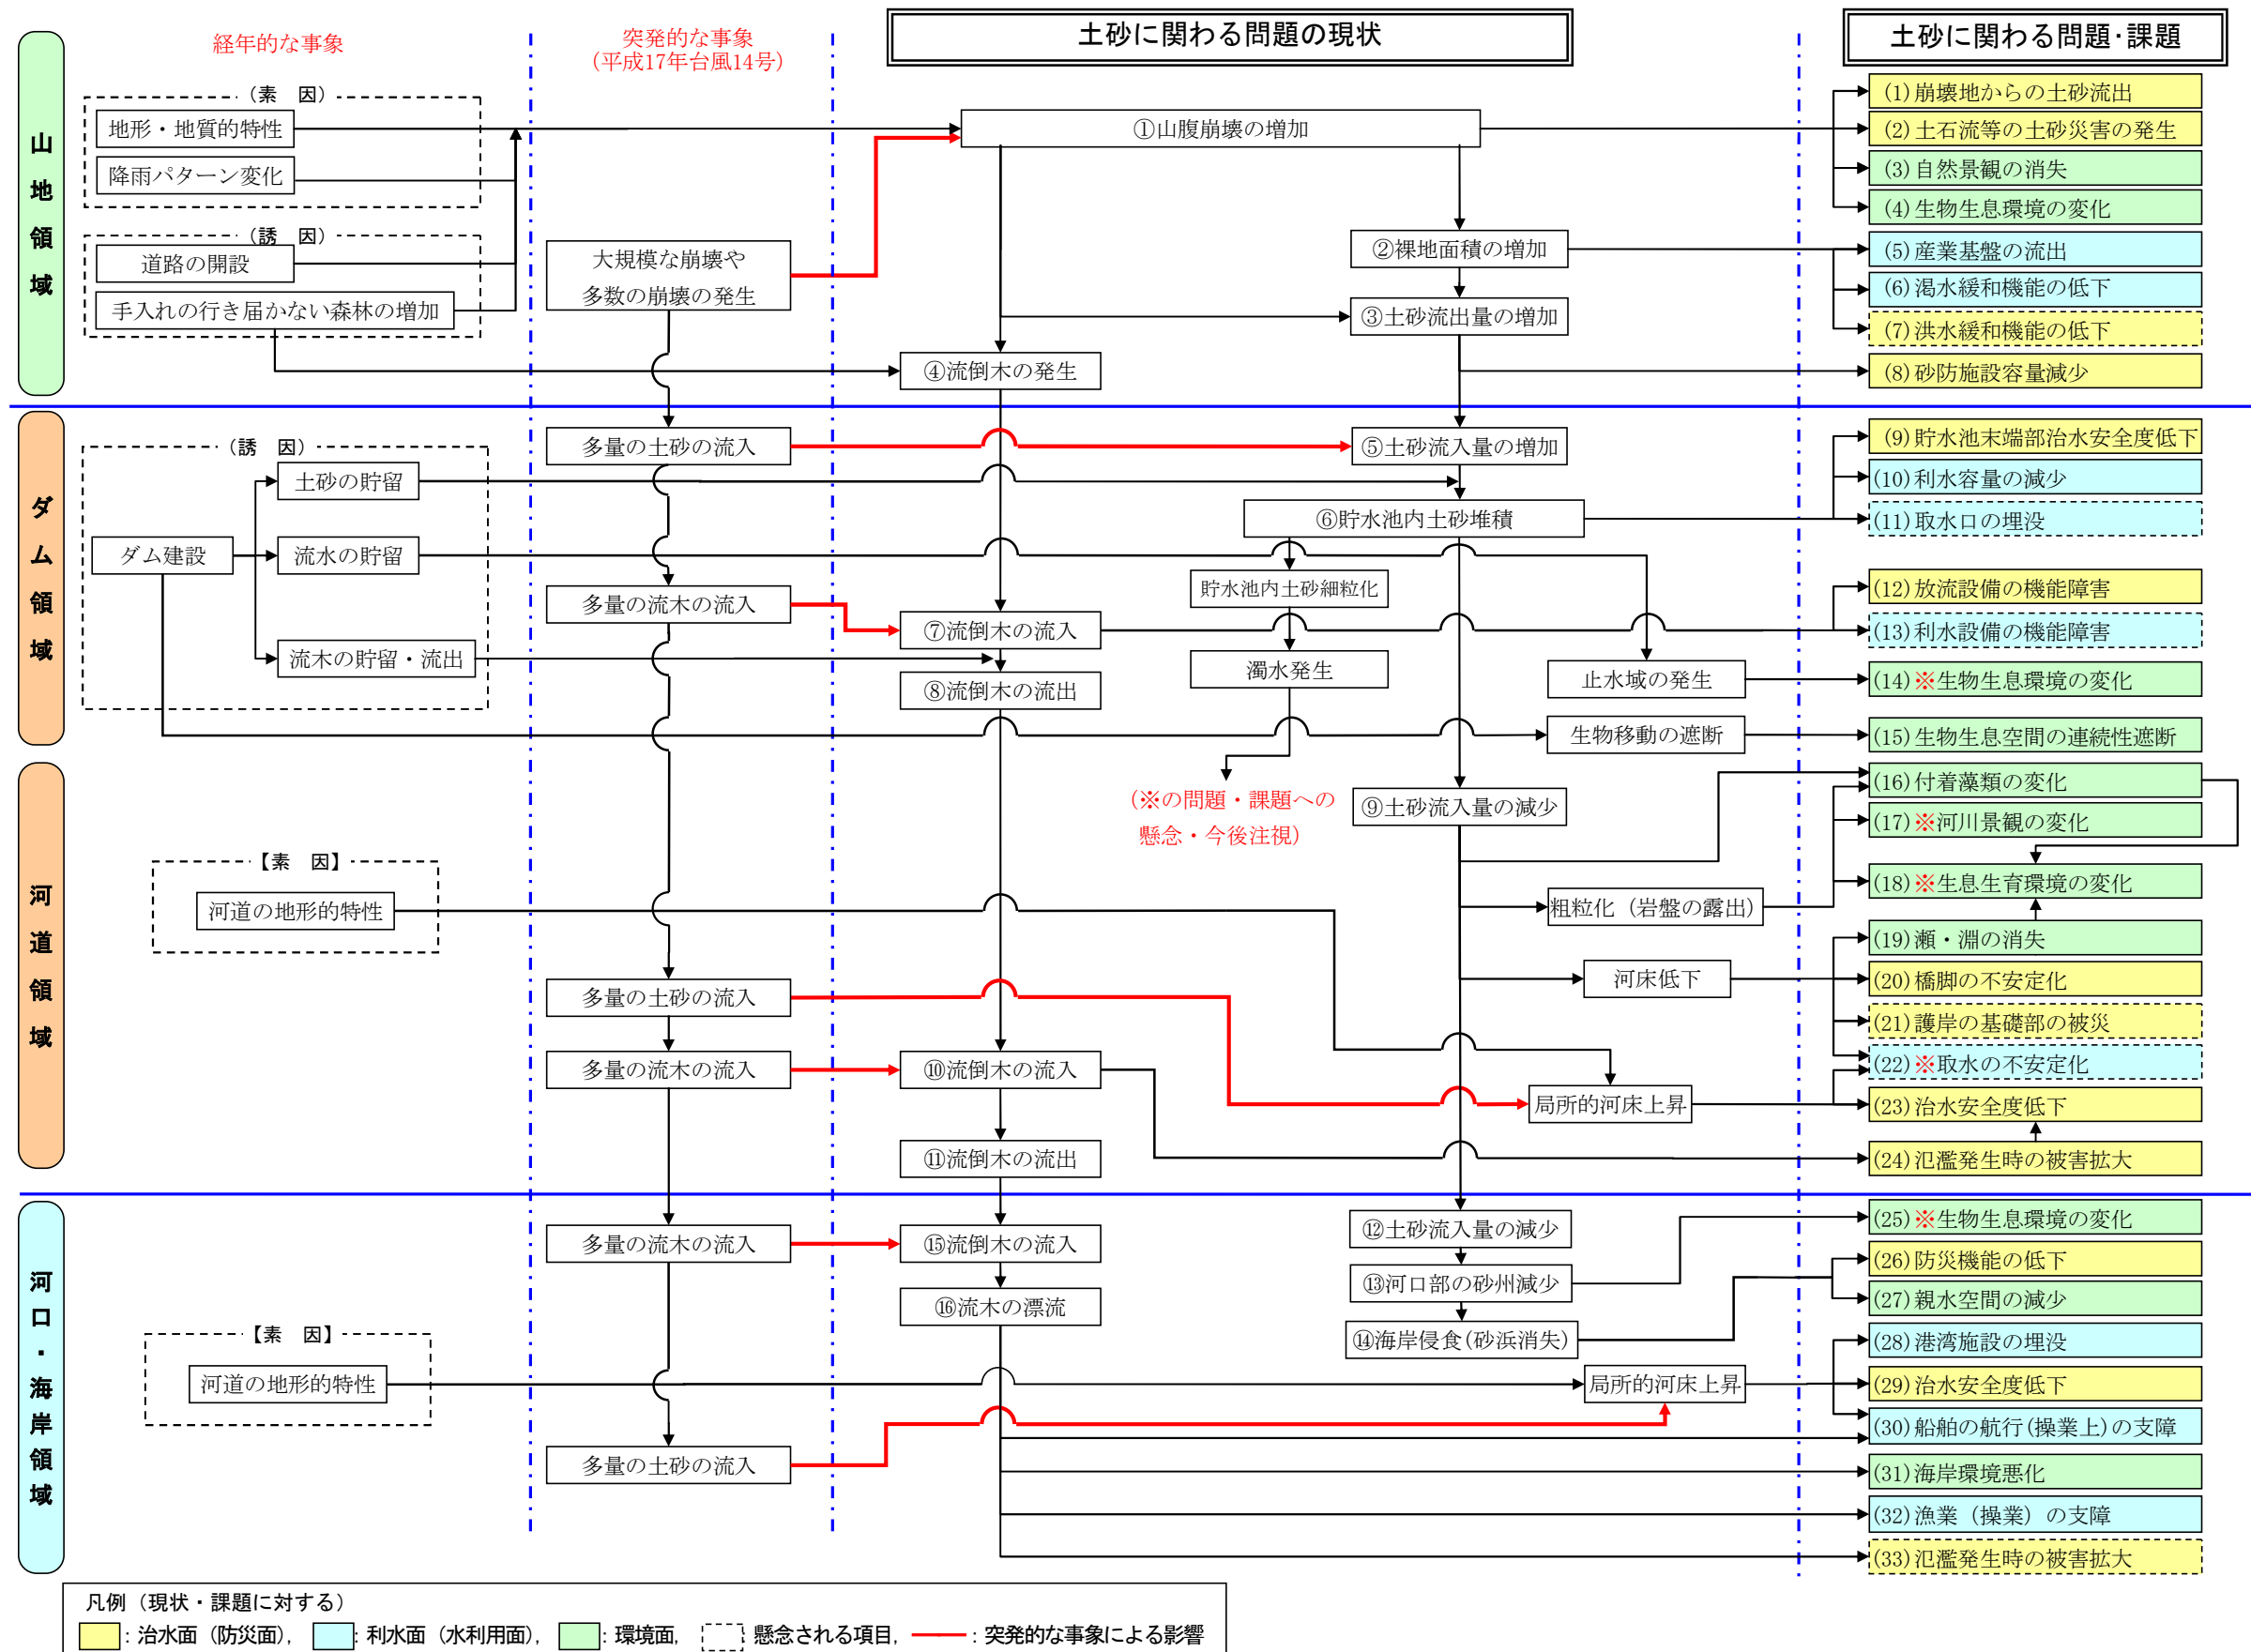 土砂に関わる問題の現状
土砂に関わる問題・課題
経年的な事象
突発的な事象
(平成17年台風14号)
山地領域
(素　因)
地形・地質的特性
降雨パターン変化
(誘　因)
道路の開設
手入れの行き届かない森林の増加
大規模な崩壊や
多数の崩壊の発生
①山腹崩壊の増加
②裸地面積の増加
③土砂流出量の増加
④流倒木の発生
(1)崩壊地からの土砂流出
(2)土石流等の土砂災害の発生
(3)自然景観の消失
(4)生物生息環境の変化
(5)産業基盤の流出
(6)渇水緩和機能の低下
(7)洪水緩和機能の低下
(8)砂防施設容量減少
ダム領域
(誘　因)
ダム建設
土砂の貯留
流水の貯留
流木の貯留・流出
多量の土砂の流入
多量の流木の流入
⑤土砂流入量の増加
⑥貯水池内土砂堆積
貯水池内土砂細粒化
⑦流倒木の流入
濁水発生
⑧流倒木の流出
止水域の発生
生物移動の遮断
(※の問題・課題への
懸念・今後注視)
(9)貯水池末端部治水安全度低下
(10)利水容量の減少
(11)取水口の埋没
(12)放流設備の機能障害
(13)利水設備の機能障害
(14)※生物生息環境の変化
(15)生物生息空間の連続性遮断
河道領域
【素　因】
河道の地形的特性
多量の土砂の流入
多量の流木の流入
⑨土砂流入量の減少
粗粒化（岩盤の露出）
河床低下
⑩流倒木の流入
局所的河床上昇
⑪流倒木の流出
(16)付着藻類の変化
(17)※河川景観の変化
(18)※生息生育環境の変化
(19)瀬・淵の消失
(20)橋脚の不安定化
(21)護岸の基礎部の被災
(22)※取水の不安定化
(23)治水安全度低下
(24)氾濫発生時の被害拡大
河口・海岸領域
【素　因】
河道の地形的特性
多量の流木の流入
多量の土砂の流入
⑫土砂流入量の減少
⑬河口部の砂州減少
⑭海岸侵食(砂浜消失)
⑮流倒木の流入
⑯流木の漂流
局所的河床上昇
(25)※生物生息環境の変化
(26)防災機能の低下
(27)親水空間の減少
(28)港湾施設の埋没
(29)治水安全度低下
(30)船舶の航行(操業上)の支障
(31)海岸環境悪化
(32)漁業（操業）の支障
(33)氾濫発生時の被害拡大
凡例（現状・課題に対する）
：治水面（防災面）， ：利水面（水利用面）， ：環境面， ：懸念される項目， ：突発的な事象による影響